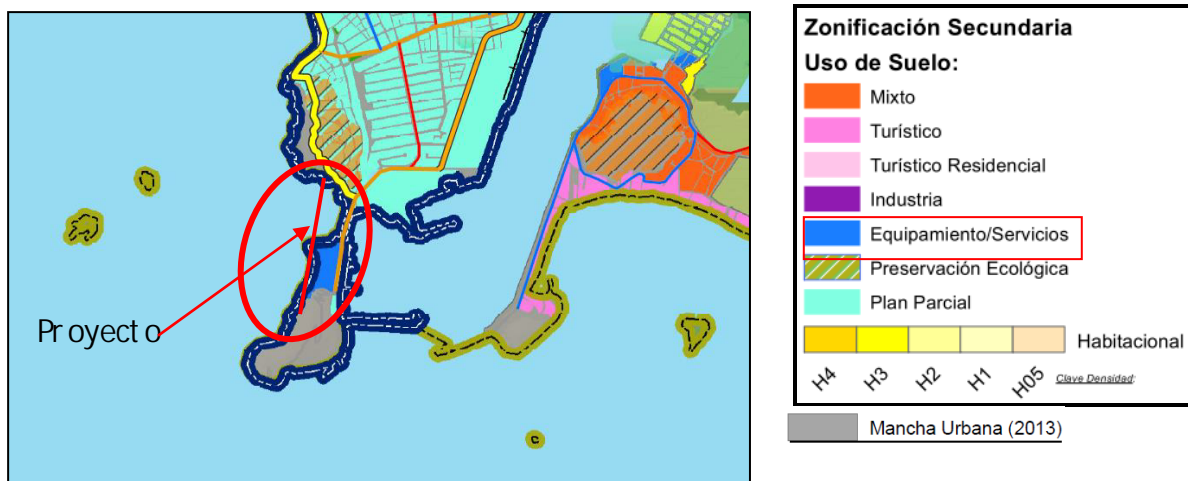 Proyecto
Zonificación Secundaria
Uso de Suelo:
Mixto
Turístico
Turístico Residencial
Industria
Equipamiento/Servicios
Preservación Ecológica
Plan Parcial
Habitacional
H4 H3 H2 H1 H05 Clave Densidad:
Mancha Urbana (2013)